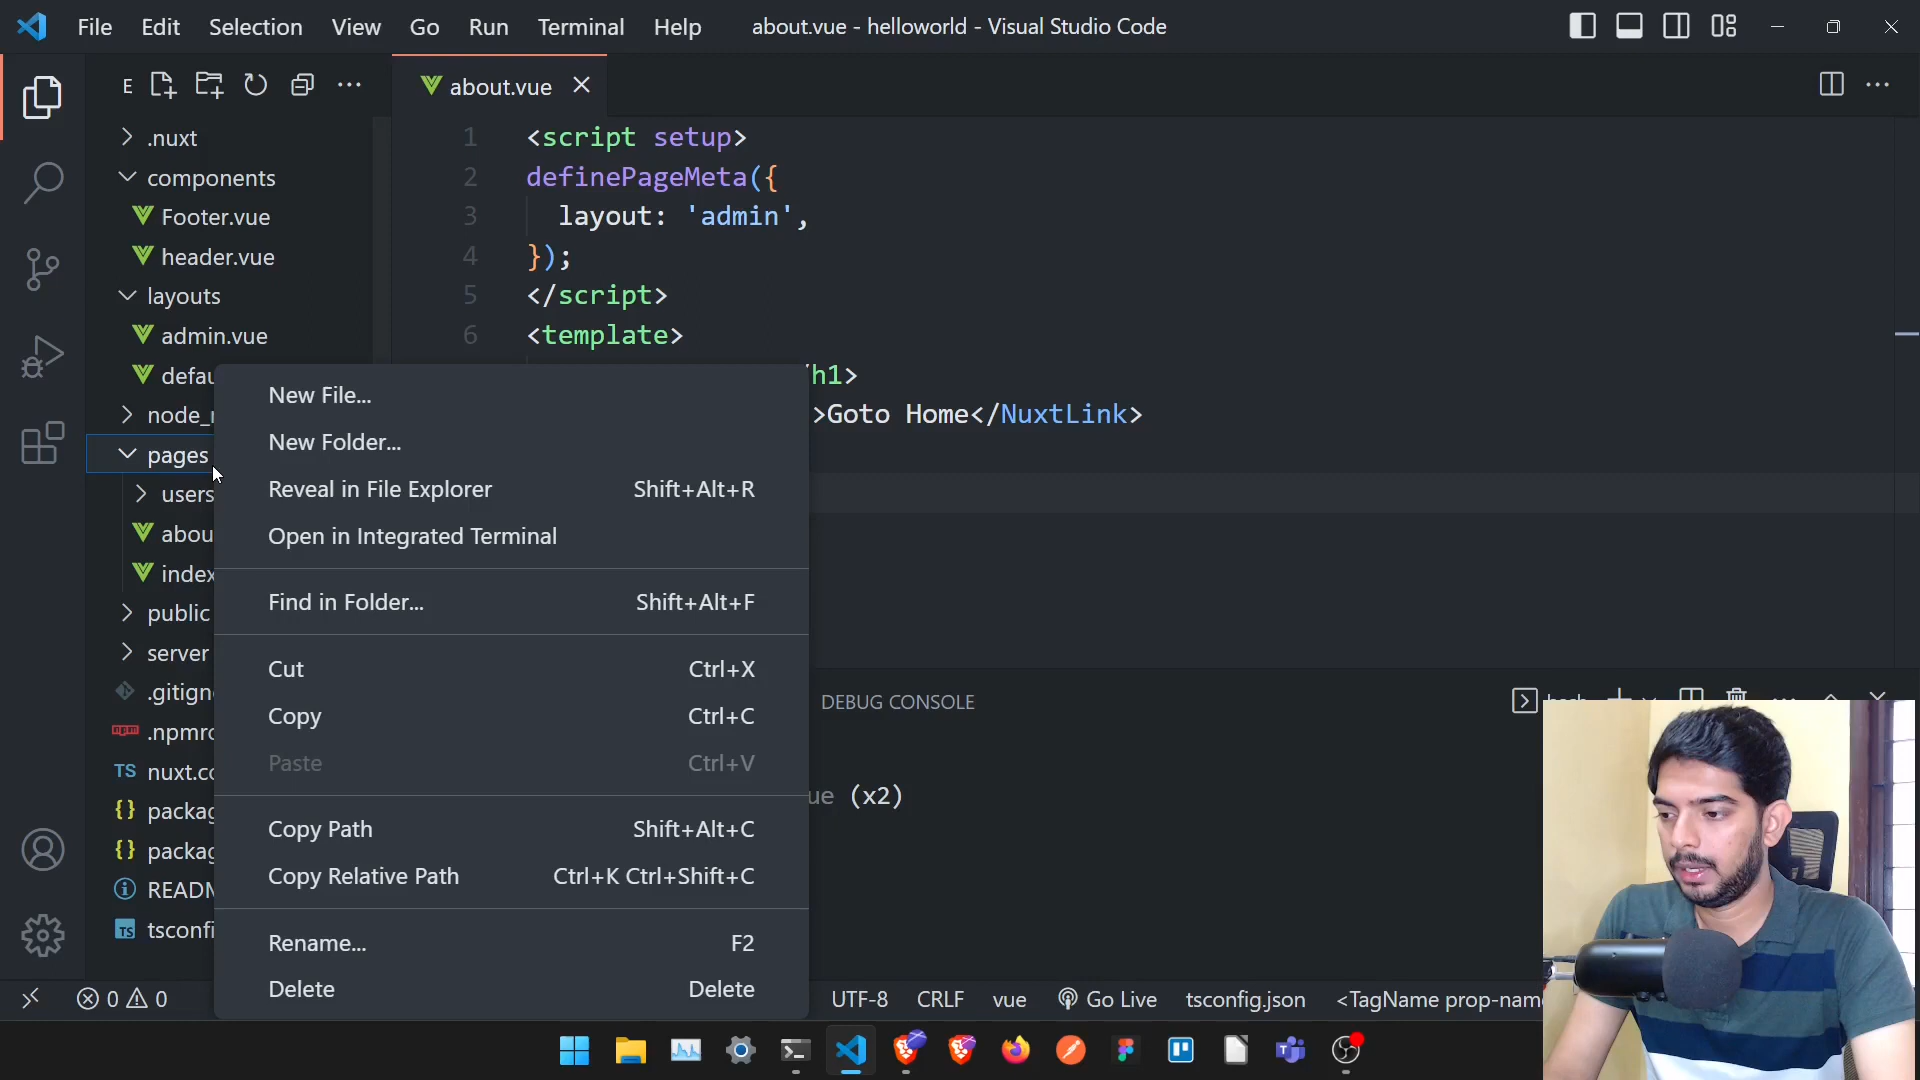 File Edit Selection View Go Run Terminal Help about.vue - helloworld - Visual Studio Code
E
about.vue
.nuxt
components
Footer.vue
header.vue
layouts
admin.vue
defau
node_
pages
users
abou
index
public
server
.gitign
.npmrc
TS nuxt.co
{} packag
{} packag
READM
TS tsconfi
1 <script setup>
2 definePageMeta({
3 layout: 'admin',
4 });
5 </script>
6 <template>
h1>
>Goto Home</NuxtLink>
New File...
New Folder...
Reveal in File Explorer Shift+Alt+R
Open in Integrated Terminal
Find in Folder... Shift+Alt+F
Cut Ctrl+X
Copy Ctrl+C
Paste Ctrl+V
Copy Path Shift+Alt+C
Copy Relative Path Ctrl+K Ctrl+Shift+C
Rename... F2
Delete Delete
DEBUG CONSOLE
ue (x2)
0 0 UTF-8 CRLF vue Go Live tsconfig.json <TagName prop-nam